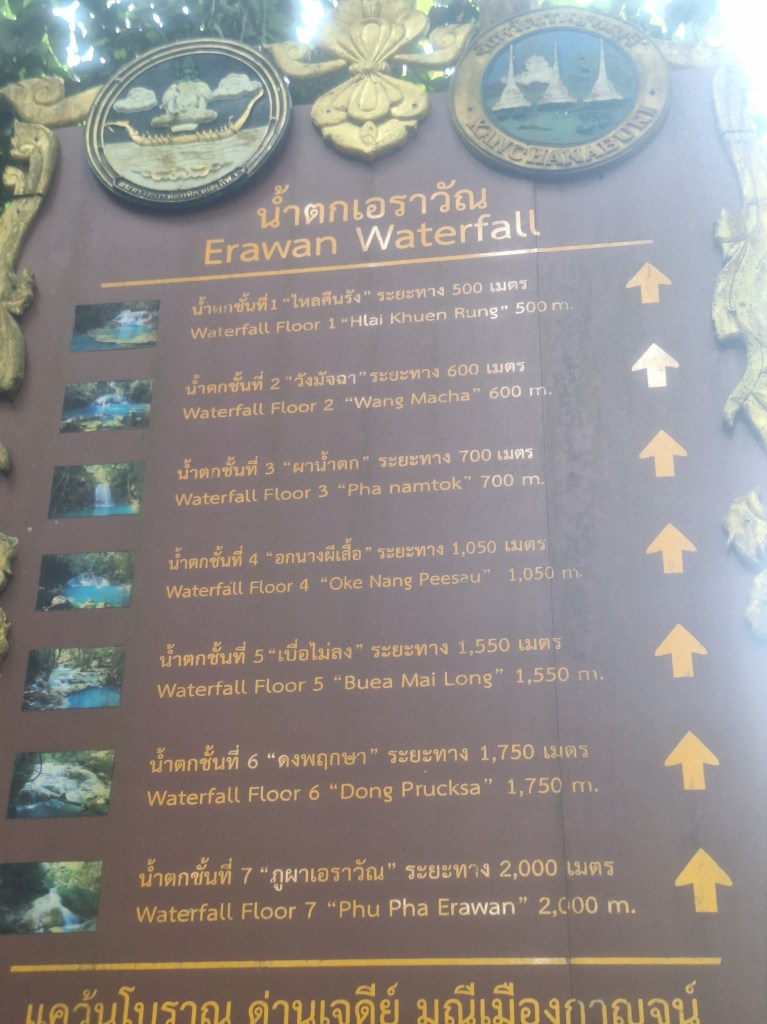 KANCHANABURI
น้ำตกเอราวัณ
Erawan Waterfall
น้ำตกชั้นที่ 1 “ไหลคืนรัง” ระยะทาง 500 เมตร
Waterfall Floor 1 “Hlai Khuen Rung” 500 m.
น้ำตกชั้นที่ 2 “วังมัจฉา” ระยะทาง 600 เมตร
Waterfall Floor 2 “Wang Macha” 600 m.
น้ำตกชั้นที่ 3 “ผาน้ำตก” ระยะทาง 700 เมตร
Waterfall Floor 3 “Pha namtok” 700 m.
น้ำตกชั้นที่ 4 “อกนางผีเสื้อ” ระยะทาง 1,050 เมตร
Waterfall Floor 4 “Oke Nang Peesau” 1,050 m.
น้ำตกชั้นที่ 5 “เบื่อไม่ลง” ระยะทาง 1,550 เมตร
Waterfall Floor 5 “Buea Mai Long” 1,550 m.
น้ำตกชั้นที่ 6 “ดงพฤกษา” ระยะทาง 1,750 เมตร
Waterfall Floor 6 “Dong Prucksa” 1,750 m.
น้ำตกชั้นที่ 7 “ภูผาเอราวัณ” ระยะทาง 2,000 เมตร
Waterfall Floor 7 “Phu Pha Erawan” 2,000 m.
แคว้นโบราณ ด่านเจดีย์ มณีเมืองกาญจน์